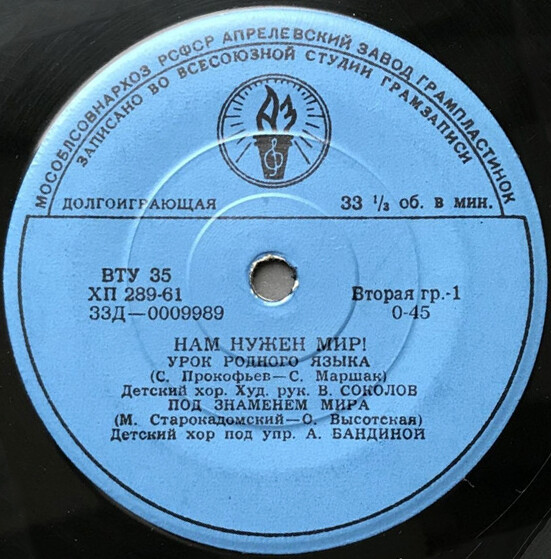 МОСОБЛСОВНАРХОЗ РСФСР АПРЕЛЕВСКИЙ ЗАВОД ГРАМПЛАСТИНОК
ЗАПИСАНО ВО ВСЕСОЮЗНОЙ СТУДИИ ГРАМЗАПИСИ
АЗ
ДОЛГОИГРАЮЩАЯ 33 1/3 об. в мин.
ВТУ 35
ХП 289-61 Вторая гр.-1
33Д—0009989 0-45
НАМ НУЖЕН МИР!
УРОК РОДНОГО ЯЗЫКА
(С. Прокофьев—С. Маршак)
Детский хор. Худ. рук. В. СОКОЛОВ
ПОД ЗНАМЕНЕМ МИРА
(М. Старокадомский—О. Высотская)
Детский хор под упр. А. БАНДИНОЙ